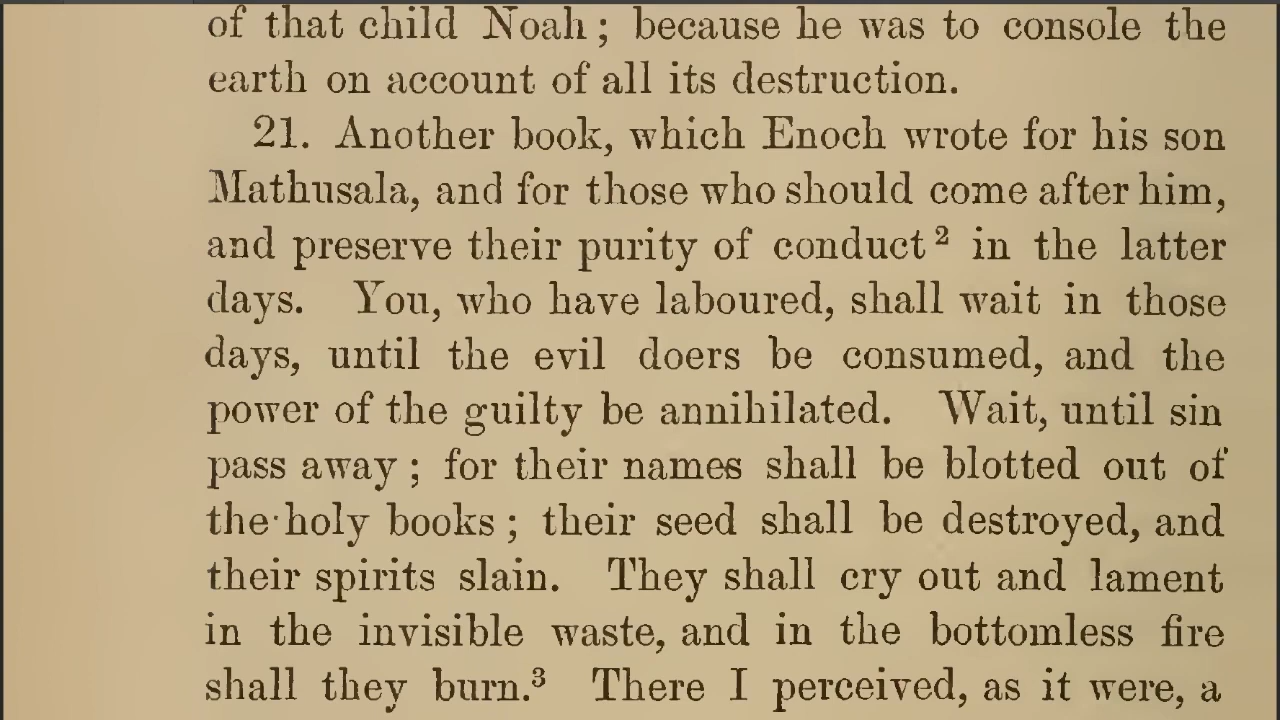 of that child Noah ; because he was to console the
earth on account of all its destruction.
21. Another book, which Enoch wrote for his son
Mathusala, and for those who should come after him,
and preserve their purity of conduct ² in the latter
days. You, who have laboured, shall wait in those
days, until the evil doers be consumed, and the
power of the guilty be annihilated. Wait, until sin
pass away ; for their names shall be blotted out of
the holy books ; their seed shall be destroyed, and
their spirits slain. They shall cry out and lament
in the invisible waste, and in the bottomless fire
shall they burn.³ There I perceived, as it were, a